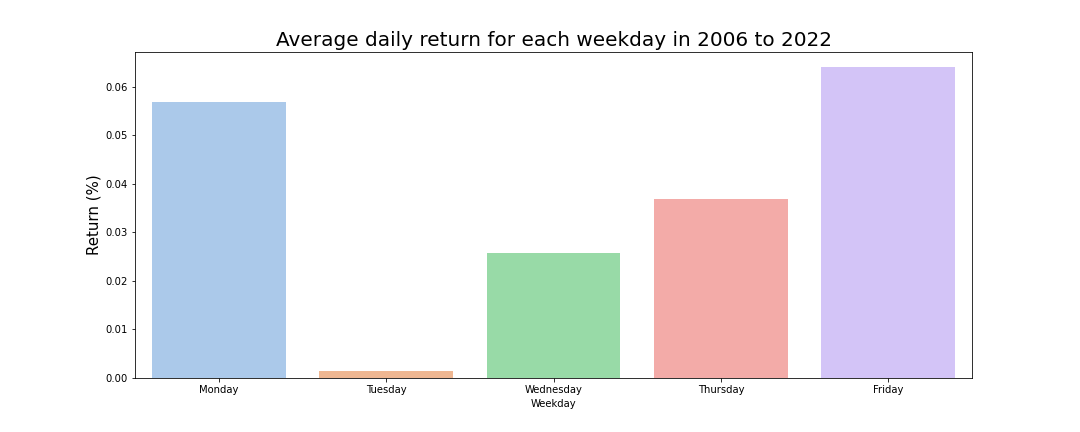 Average daily return for each weekday in 2006 to 2022
Return (%)
0.06
0.05
0.04
0.03
0.02
0.01
0.00
Monday Tuesday Wednesday Thursday Friday
Weekday